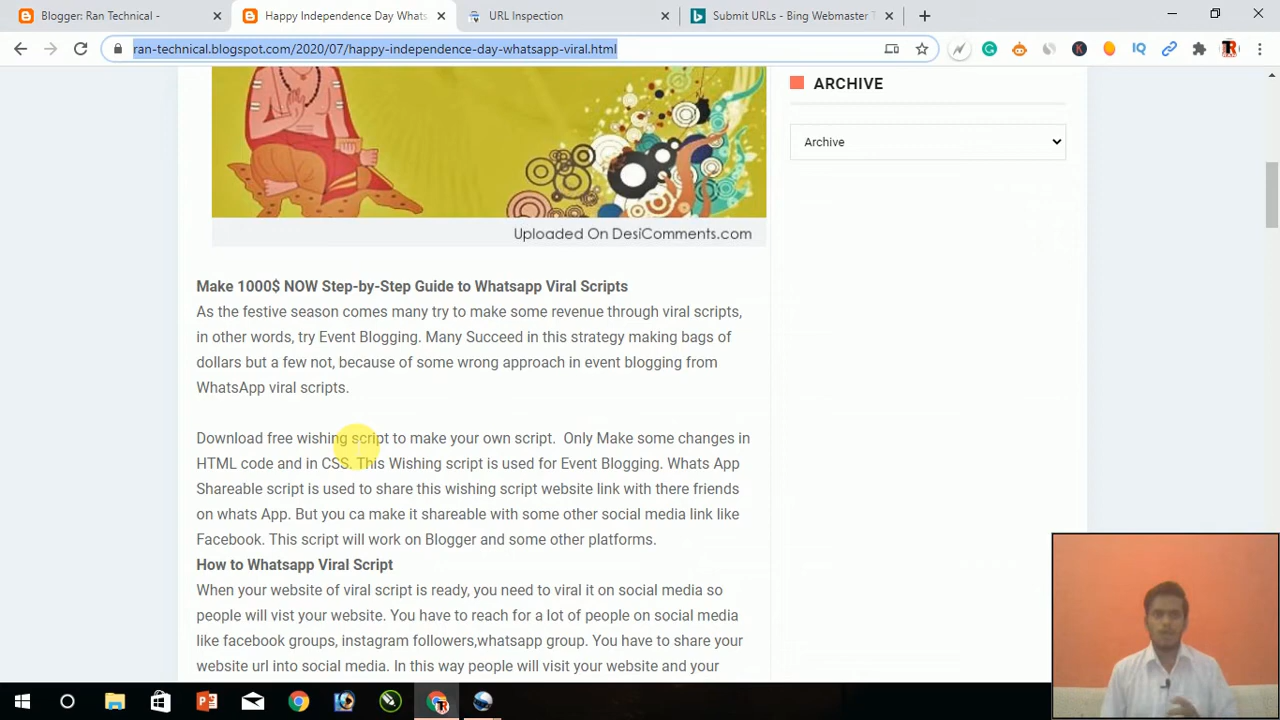 Blogger: Ran Technical -
Happy Independence Day Whats
URL Inspection
Submit URLs - Bing Webmaster T
ran-technical.blogspot.com/2020/07/happy-independence-day-whatsapp-viral.html
ARCHIVE
Archive
Uploaded On DesiComments.com
Make 1000$ NOW Step-by-Step Guide to Whatsapp Viral Scripts
As the festive season comes many try to make some revenue through viral scripts,
in other words, try Event Blogging. Many Succeed in this strategy making bags of
dollars but a few not, because of some wrong approach in event blogging from
WhatsApp viral scripts.
Download free wishing script to make your own script.  Only Make some changes in
HTML code and in CSS. This Wishing script is used for Event Blogging. Whats App
Shareable script is used to share this wishing script website link with there friends
on whats App. But you ca make it shareable with some other social media link like
Facebook. This script will work on Blogger and some other platforms.
How to Whatsapp Viral Script
When your website of viral script is ready, you need to viral it on social media so
people will vist your website. You have to reach for a lot of people on social media
like facebook groups, instagram followers,whatsapp group. You have to share your
website url into social media. In this way people will visit your website and your